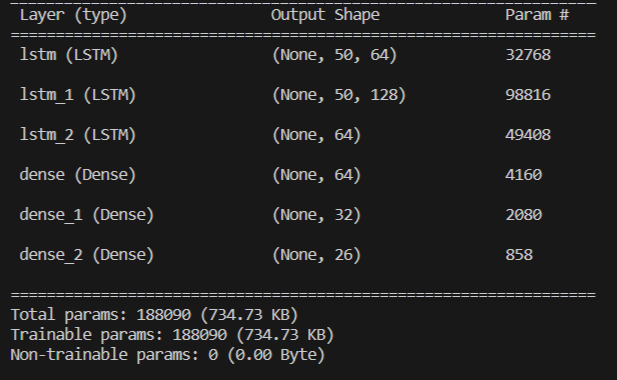 Layer (type) Output Shape Param #
=================================================================
lstm (LSTM) (None, 50, 64) 32768
lstm_1 (LSTM) (None, 50, 128) 98816
lstm_2 (LSTM) (None, 64) 49408
dense (Dense) (None, 64) 4160
dense_1 (Dense) (None, 32) 2080
dense_2 (Dense) (None, 26) 858
=================================================================
Total params: 188090 (734.73 KB)
Trainable params: 188090 (734.73 KB)
Non-trainable params: 0 (0.00 Byte)